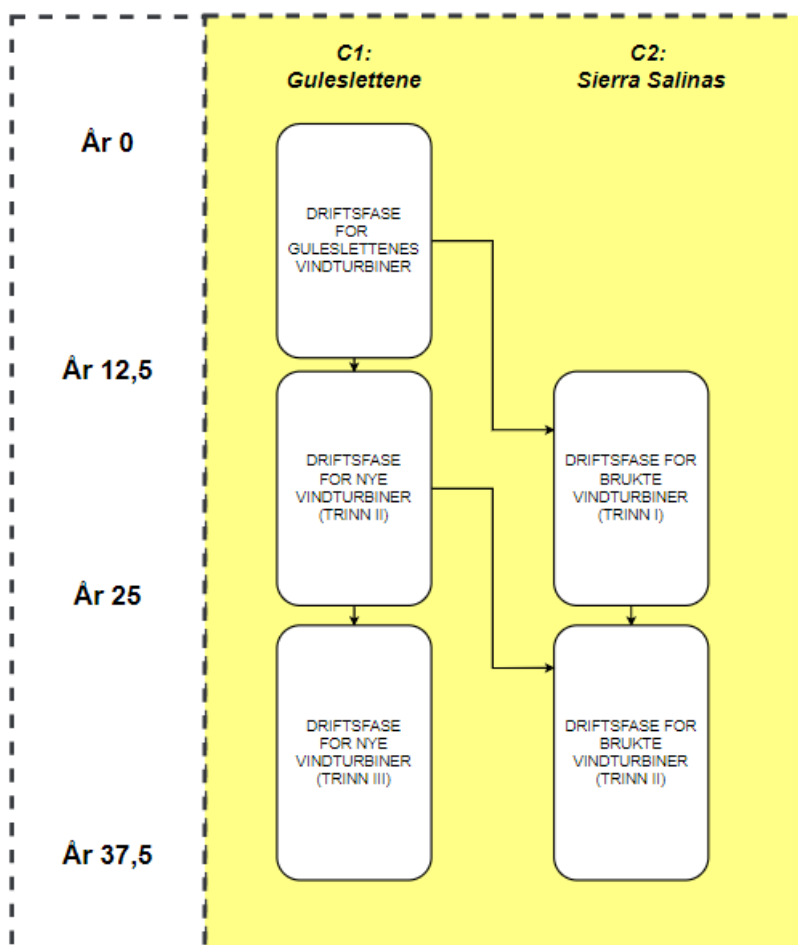 C1:
Guleslettene
C2:
Sierra Salinas
År 0
DRIFTSFASE
FOR
GULESLETTENES
VINDTURBINER
År 12,5
DRIFTSFASE
FOR NYE
VINDTURBINER
(TRINN II)
DRIFTSFASE FOR
BRUKTE
VINDTURBINER
(TRINN I)
År 25
DRIFTSFASE
FOR NYE
VINDTURBINER
(TRINN III)
DRIFTSFASE FOR
BRUKTE
VINDTURBINER
(TRINN II)
År 37,5